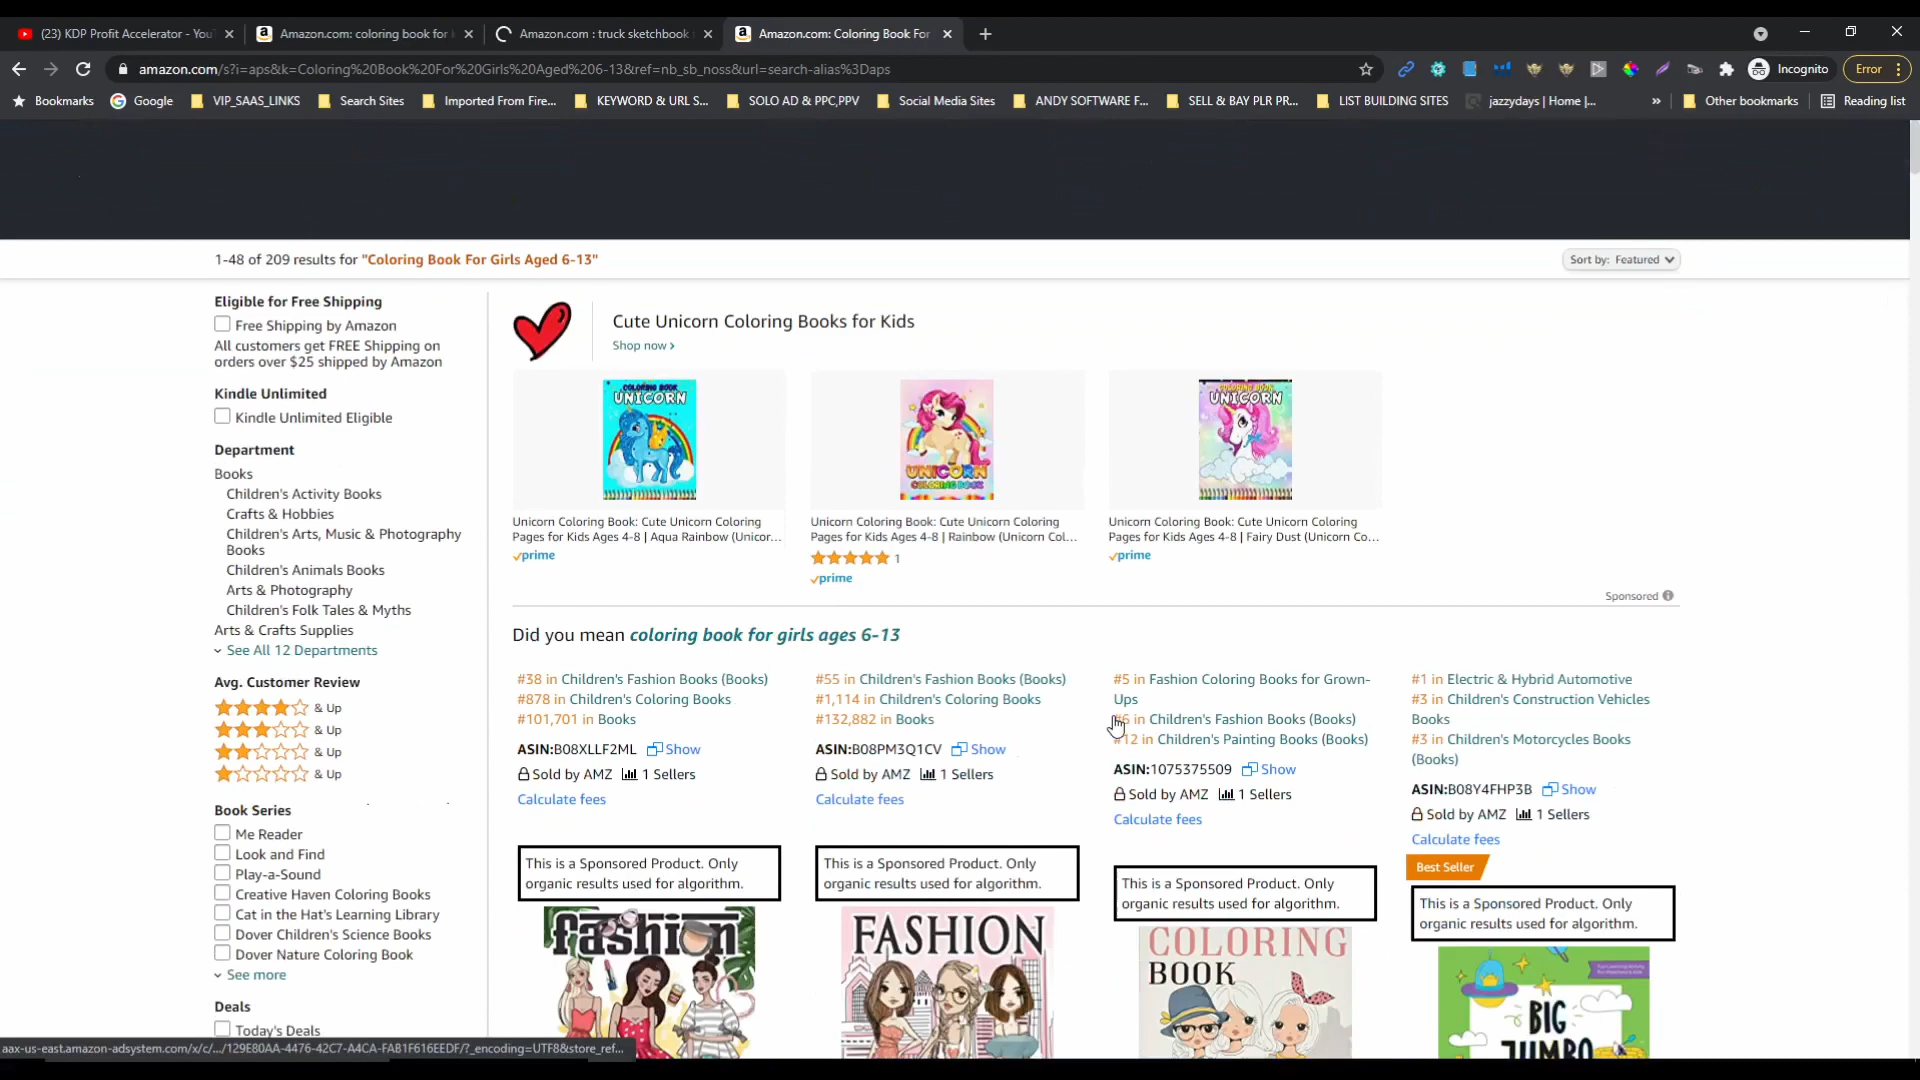 (23) KDP Profit Accelerator - You
Amazon.com: coloring book for
Amazon.com : truck sketchbook
Amazon.com: Coloring Book For
amazon.com/s?i=aps&k=Coloring%20Book%20For%20Girls%20Aged%206-13&ref=nb_sb_noss&url=search-alias%3Daps
Incognito
Error
Bookmarks
Google
VIP_SAAS_LINKS
Search Sites
Imported From Fire...
KEYWORD & URL S...
SOLO AD & PPC,PPV
Social Media Sites
ANDY SOFTWARE F...
SELL & BAY PLR PR...
LIST BUILDING SITES
jazzydays | Home |...
»
Other bookmarks
Reading list
1-48 of 209 results for "Coloring Book For Girls Aged 6-13"
Sort by: Featured
Eligible for Free Shipping
Free Shipping by Amazon
All customers get FREE Shipping on
orders over $25 shipped by Amazon
Kindle Unlimited
Kindle Unlimited Eligible
Department
Books
Children's Activity Books
Crafts & Hobbies
Children's Arts, Music & Photography
Books
Children's Animals Books
Arts & Photography
Children's Folk Tales & Myths
Arts & Crafts Supplies
See All 12 Departments
Avg. Customer Review
& Up
& Up
& Up
& Up
Book Series
Me Reader
Look and Find
Play-a-Sound
Creative Haven Coloring Books
Cat in the Hat's Learning Library
Dover Children's Science Books
Dover Nature Coloring Book
See more
Deals
Today's Deals
Cute Unicorn Coloring Books for Kids
Shop now ›
COLORING BOOK
UNICORN
UNICORN
COLORING BOOK
COLORING BOOK
UNICORN
Unicorn Coloring Book: Cute Unicorn Coloring
Pages for Kids Ages 4-8 | Aqua Rainbow (Unicor...
prime
Unicorn Coloring Book: Cute Unicorn Coloring
Pages for Kids Ages 4-8 | Rainbow (Unicorn Col...
1
prime
Unicorn Coloring Book: Cute Unicorn Coloring
Pages for Kids Ages 4-8 | Fairy Dust (Unicorn Co...
prime
Sponsored
Did you mean coloring book for girls ages 6-13
#38 in Children's Fashion Books (Books)
#878 in Children's Coloring Books
#101,701 in Books
ASIN:B08XLLF2ML Show
Sold by AMZ 1 Sellers
Calculate fees
This is a Sponsored Product. Only
organic results used for algorithm.
fashion
#55 in Children's Fashion Books (Books)
#1,114 in Children's Coloring Books
#132,882 in Books
ASIN:B08PM3Q1CV Show
Sold by AMZ 1 Sellers
Calculate fees
This is a Sponsored Product. Only
organic results used for algorithm.
FASHION
#5 in Fashion Coloring Books for Grown-
Ups
#6 in Children's Fashion Books (Books)
#12 in Children's Painting Books (Books)
ASIN:1075375509 Show
Sold by AMZ 1 Sellers
Calculate fees
This is a Sponsored Product. Only
organic results used for algorithm.
COLORING
BOOK
#1 in Electric & Hybrid Automotive
#3 in Children's Construction Vehicles
Books
#3 in Children's Motorcycles Books
(Books)
ASIN:B08Y4FHP3B Show
Sold by AMZ 1 Sellers
Calculate fees
Best Seller
This is a Sponsored Product. Only
organic results used for algorithm.
BIG
JUMBO
aax-us-east.amazon-adsystem.com/x/c/.../129E80AA-4476-42C7-A4CA-FAB1F616EEDF/?_encoding=UTF8&store_ref...